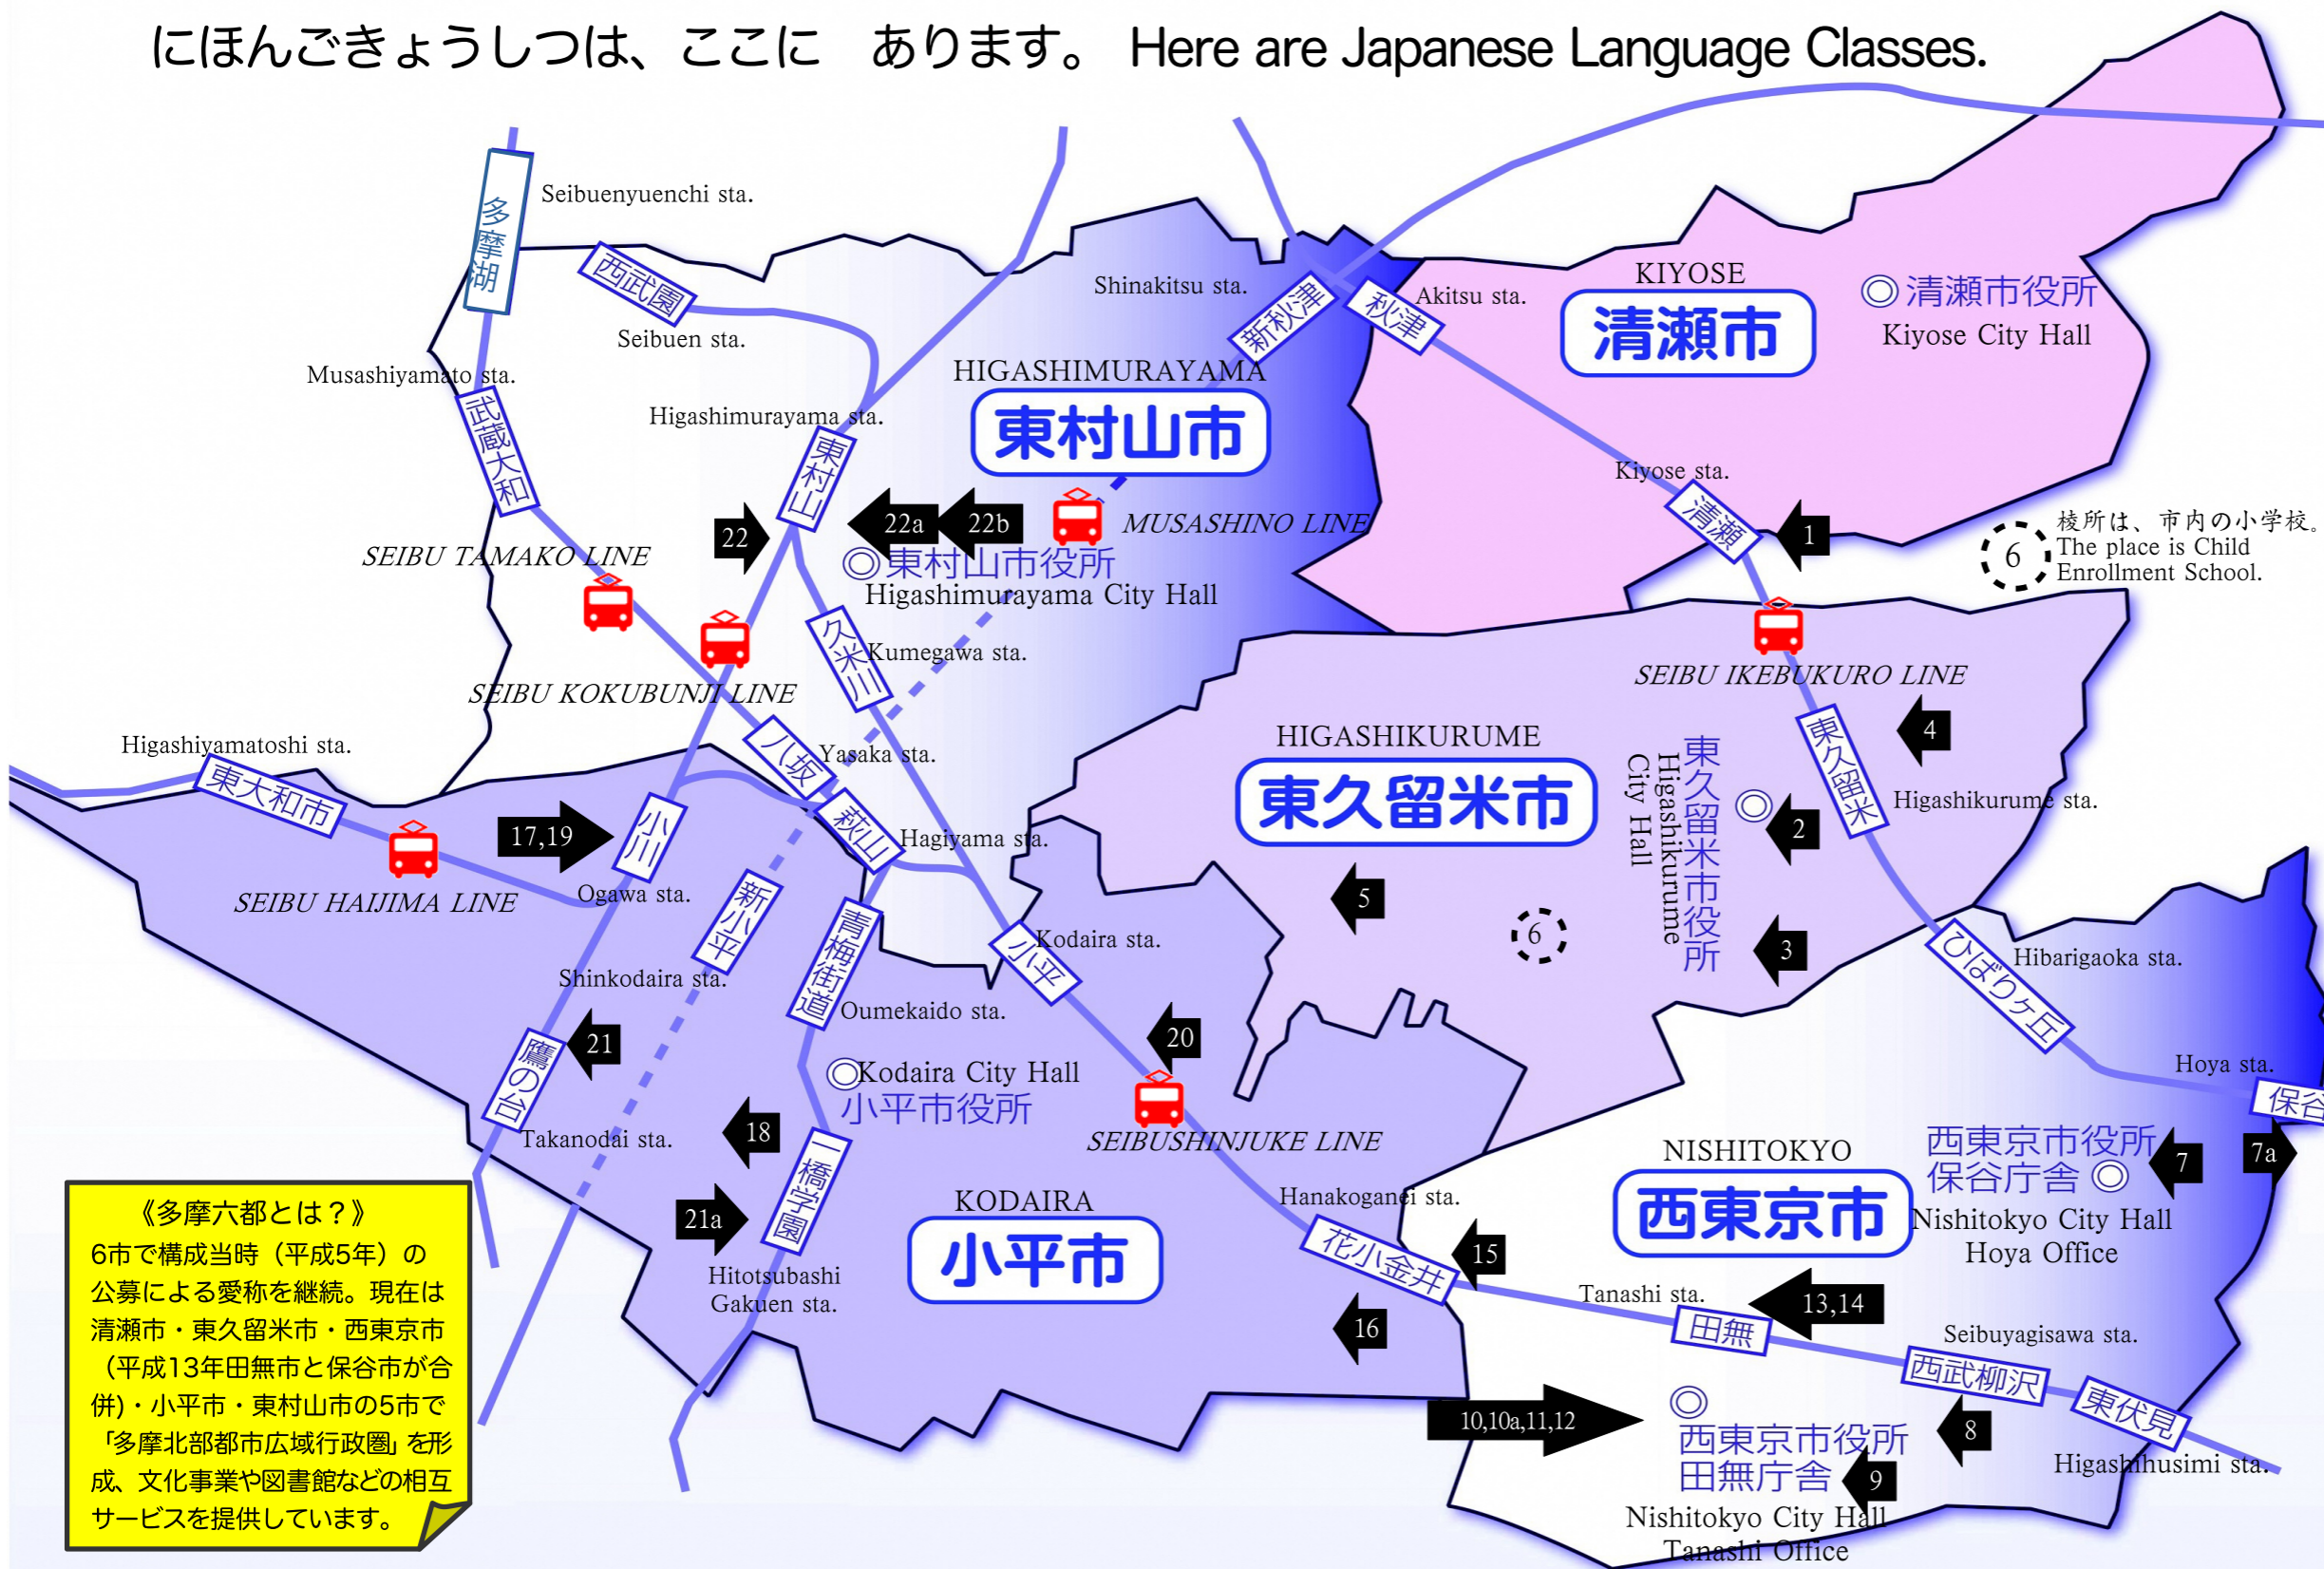 にほんごきょうしつは、ここに　あります。 Here are Japanese Language Classes.
多摩湖
Seibuenyuenchi sta.
西武園
Seibuen sta.
Musashiyamato sta.
武蔵大和
Higashimurayama sta.
東村山
HIGASHIMURAYAMA
東村山市
Shinakitsu sta.
新秋津
秋津
Akitsu sta.
KIYOSE
清瀬市
◎清瀬市役所
Kiyose City Hall
Kiyose sta.
清瀬
1
6
棱所は、市内の小学校。
The place is Child
Enrollment School.
22
22a
22b
MUSASHINO LINE
◎東村山市役所
Higashimurayama City Hall
SEIBU TAMAKO LINE
SEIBU KOKUBUNJI LINE
久米川
Kumegawa sta.
SEIBU IKEBUKURO LINE
4
東久留米
Higashikurume sta.
HIGASHIKURUME
東久留米市
東久留米市役所
Higashikurume
City Hall
◎
2
3
5
6
Higashiyamatoshi sta.
東大和市
SEIBU HAIJIMA LINE
17,19
小川
Ogawa sta.
八坂
Yasaka sta.
萩山
Hagiyama sta.
新小平
Shinkodaira sta.
青梅街道
Oumekaido sta.
小平
Kodaira sta.
ひばりヶ丘
Hibarigaoka sta.
Hoya sta.
保谷
21
鷹の台
Takanodai sta.
◎Kodaira City Hall
小平市役所
20
SEIBUSHINJUKE LINE
18
21a
一橋学園
Hitotsubashi
Gakuen sta.
KODAIRA
小平市
Hanakoganei sta.
花小金井
15
16
NISHITOKYO
西東京市
西東京市役所
保谷庁舎◎
Nishitokyo City Hall
Hoya Office
7
7a
Tanashi sta.
田無
13,14
Seibuyagisawa sta.
西武柳沢
東伏見
Higashihusimi sta.
10,10a,11,12
◎
西東京市役所
田無庁舎
Nishitokyo City Hall
Tanashi Office
8
9
《多摩六都とは？》
6市で構成当時（平成5年）の
公募による愛称を継続。現在は
清瀬市・東久留米市・西東京市
（平成13年田無市と保谷市が合
併)・小平市・東村山市の5市で
「多摩北部都市広域行政圏」を形
成、文化事業や図書館などの相互
サービスを提供しています。